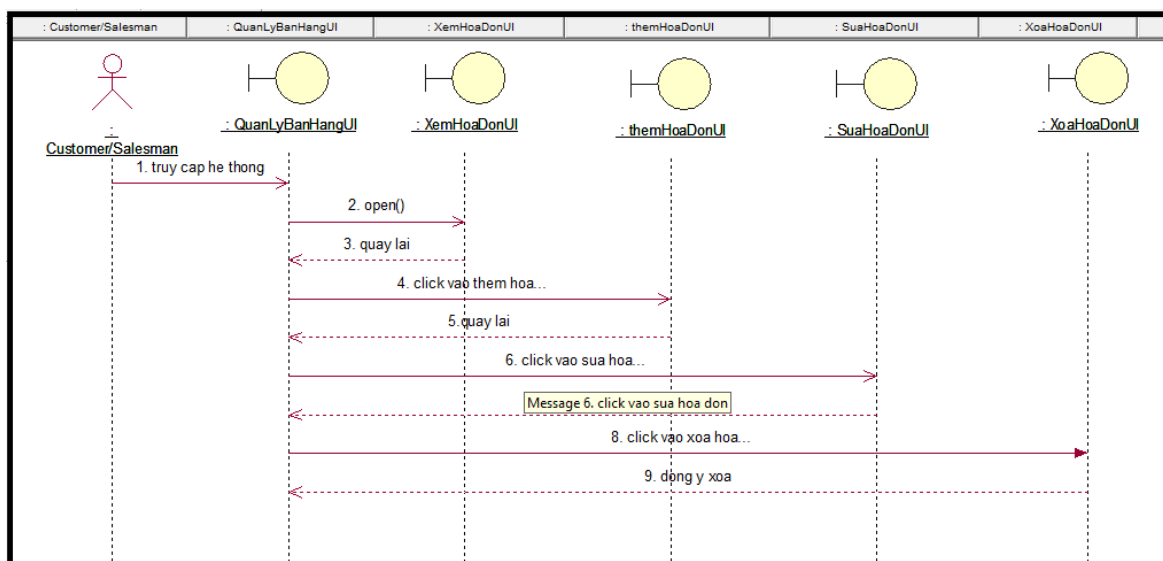 : Customer/Salesman
: QuanLyBanHangUI
: XemHoaDonUI
: themHoaDonUI
: SuaHoaDonUI
: XoaHoaDonUI
:
Customer/Salesman
: QuanLyBanHangUI
: XemHoaDonUI
: themHoaDonUI
: SuaHoaDonUI
: XoaHoaDonUI
1. truy cap he thong
2. open()
3. quay lai
4. click vao them hoa...
5.quay lai
6. click vao sua hoa...
Message 6. click vao sua hoa don
8. click vao xoa hoa...
9. dong y xoa